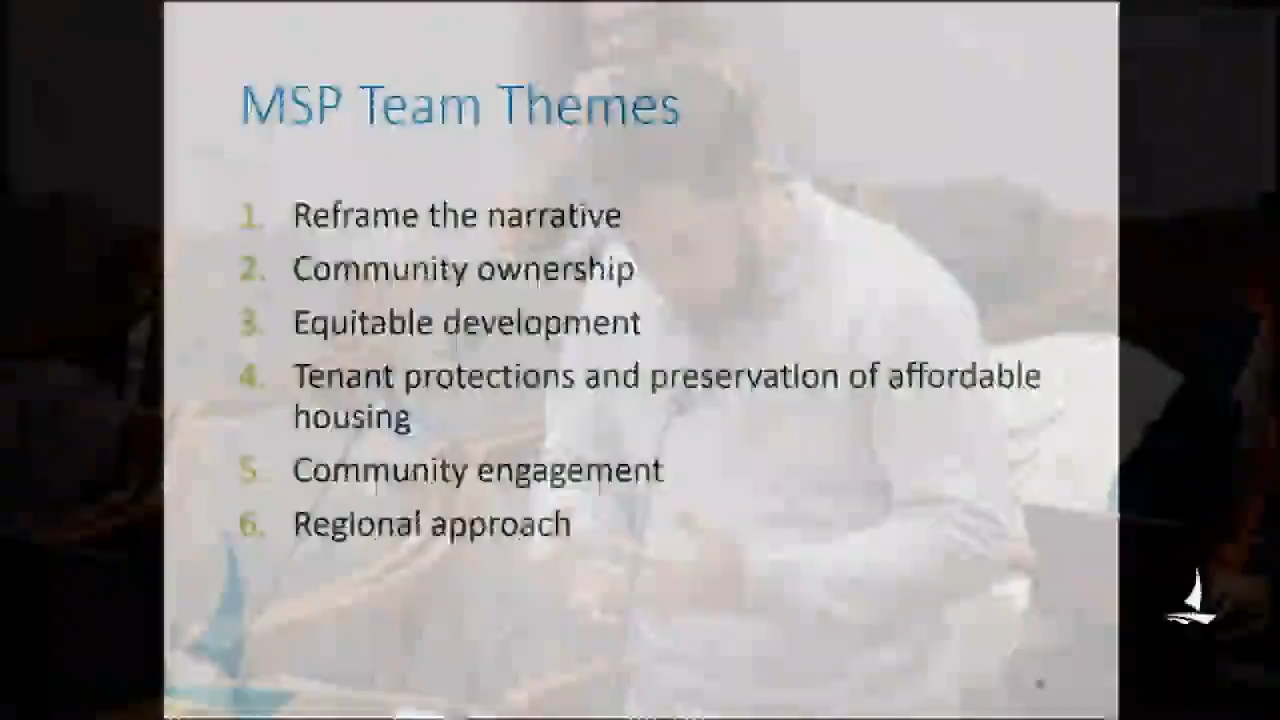 MSP Team Themes
1. Reframe the narrative
2. Community ownership
3. Equitable development
4. Tenant protections and preservation of affordable
housing
5. Community engagement
6. Regional approach